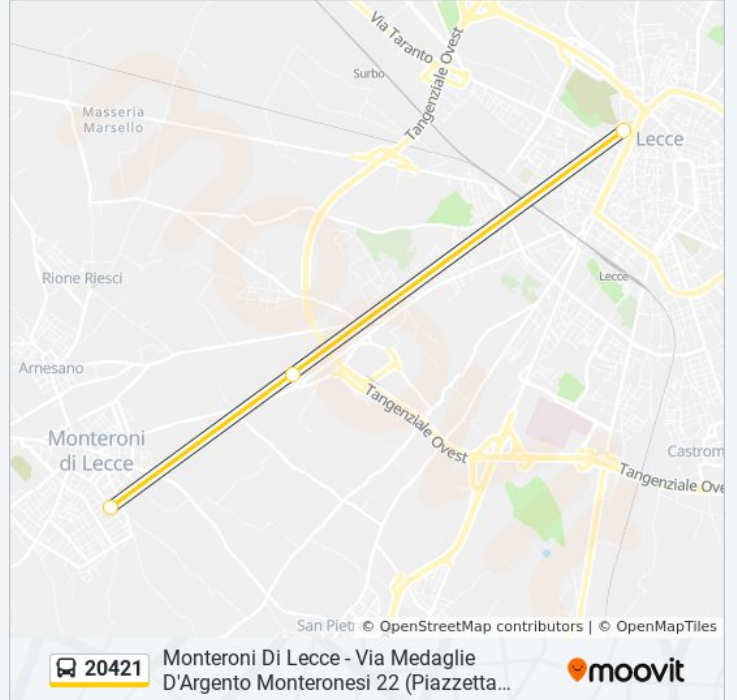 Via Taranto
Surbo
Tangenziale Ovest
Masseria
Marsello
Lecce
Rione Riesci
Lecce
Arnesano
Tangenziale Ovest
Monteroni
di Lecce
Castrom
Tangenziale Ove
San Pieti
© OpenStreetMap contributors | © OpenMapTiles
20421
Monteroni Di Lecce - Via Medaglie
D'Argento Monteronesi 22 (Piazzetta...
moovit